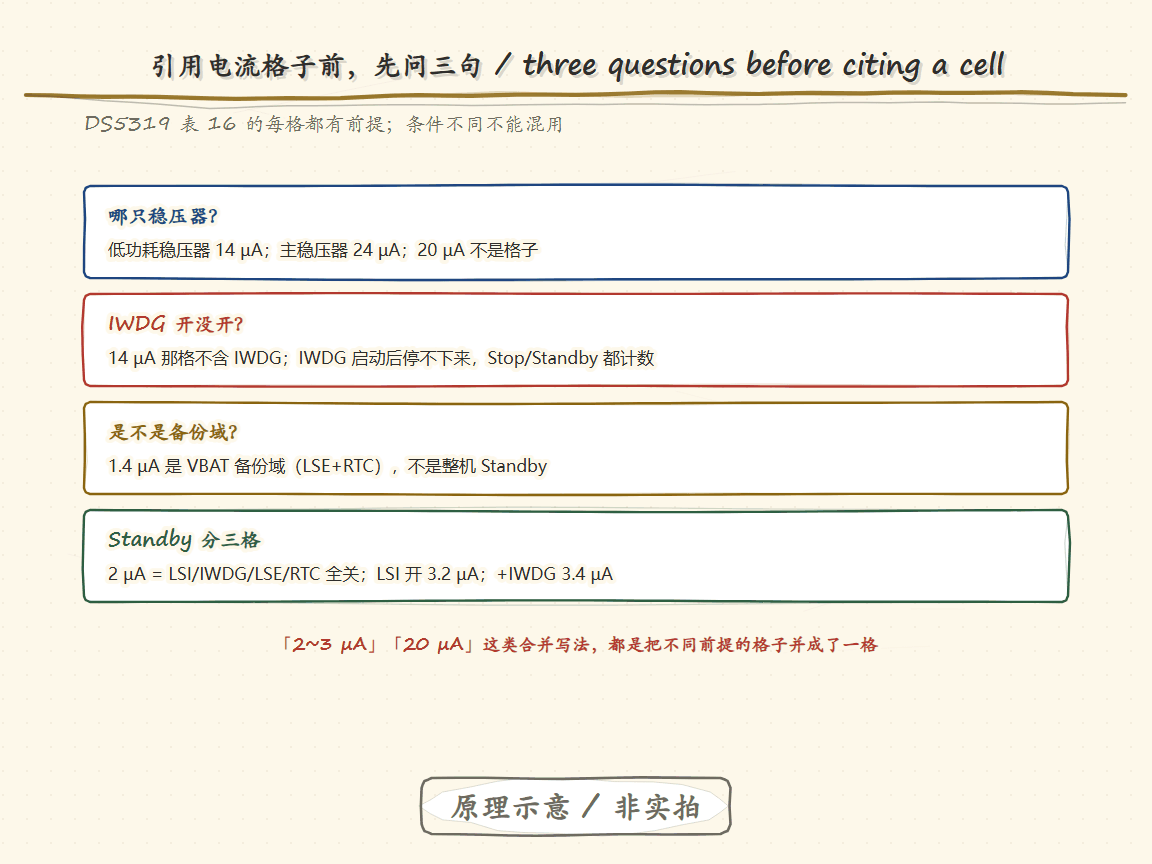 引用电流格子前，先问三句 / three questions before citing a cell
DS5319 表 16 的每格都有前提；条件不同不能混用
哪只稳压器？
低功耗稳压器 14 µA；主稳压器 24 µA；20 µA 不是格子
IWDG 开没开？
14 µA 那格不含 IWDG；IWDG 启动后停不下来，Stop/Standby 都计数
是不是备份域？
1.4 µA 是 VBAT 备份域（LSE+RTC），不是整机 Standby
Standby 分三格
2 µA = LSI/IWDG/LSE/RTC 全关；LSI 开 3.2 µA；+IWDG 3.4 µA
「2~3 µA」「20 µA」这类合并写法，都是把不同前提的格子并成了一格
原理示意 / 非实拍